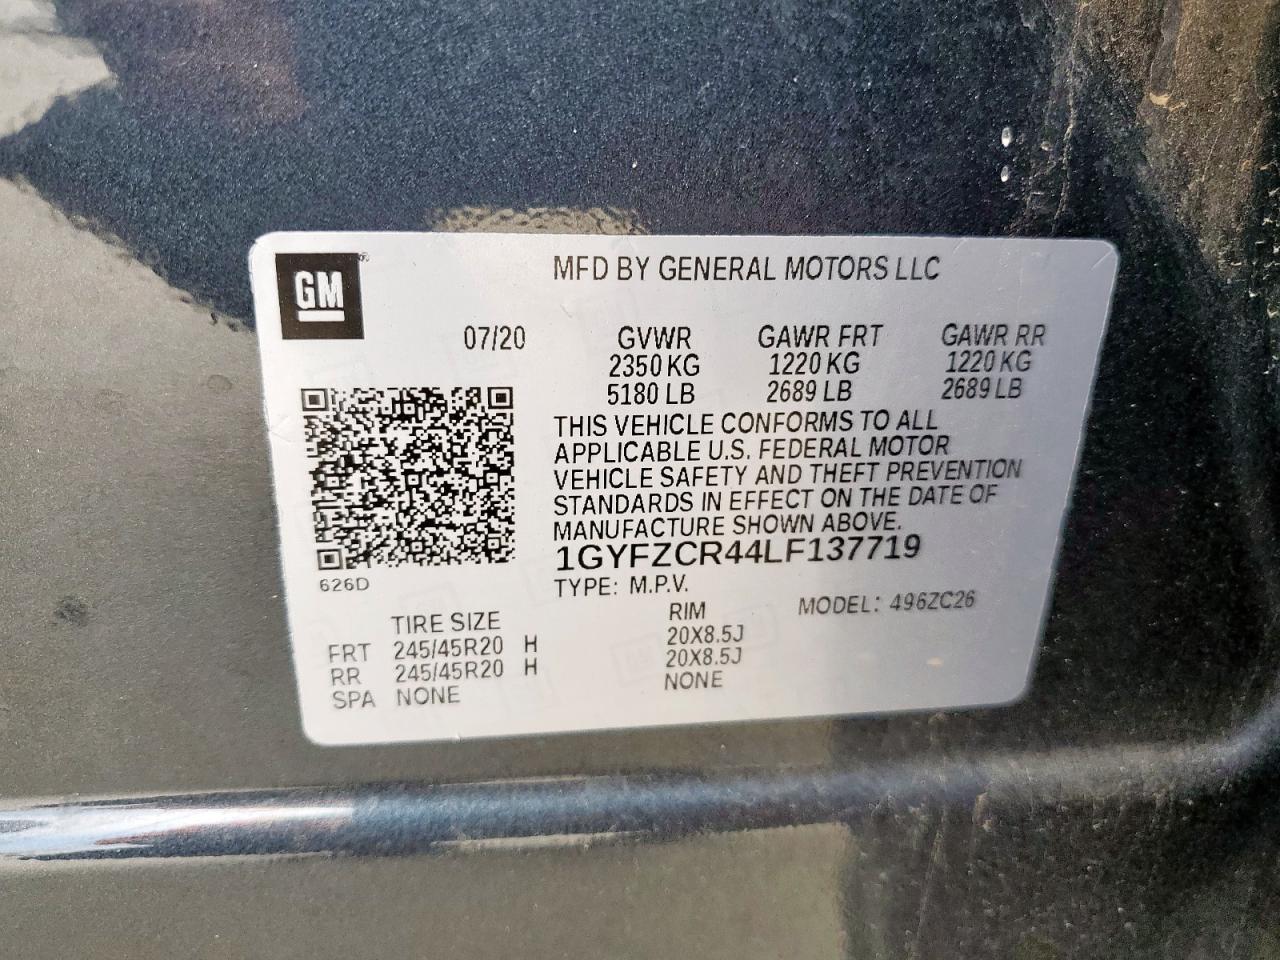 GM®
MFD BY GENERAL MOTORS LLC
07/20 GVWR GAWR FRT GAWR RR
2350 KG 1220 KG 1220 KG
5180 LB 2689 LB 2689 LB
THIS VEHICLE CONFORMS TO ALL
APPLICABLE U.S. FEDERAL MOTOR
VEHICLE SAFETY AND THEFT PREVENTION
STANDARDS IN EFFECT ON THE DATE OF
MANUFACTURE SHOWN ABOVE.
1GYFZCR44LF137719
626D
TYPE: M.P.V.
MODEL: 496ZC26
TIRE SIZE RIM
FRT 245/45R20 H 20X8.5J
RR 245/45R20 H 20X8.5J
SPA NONE NONE